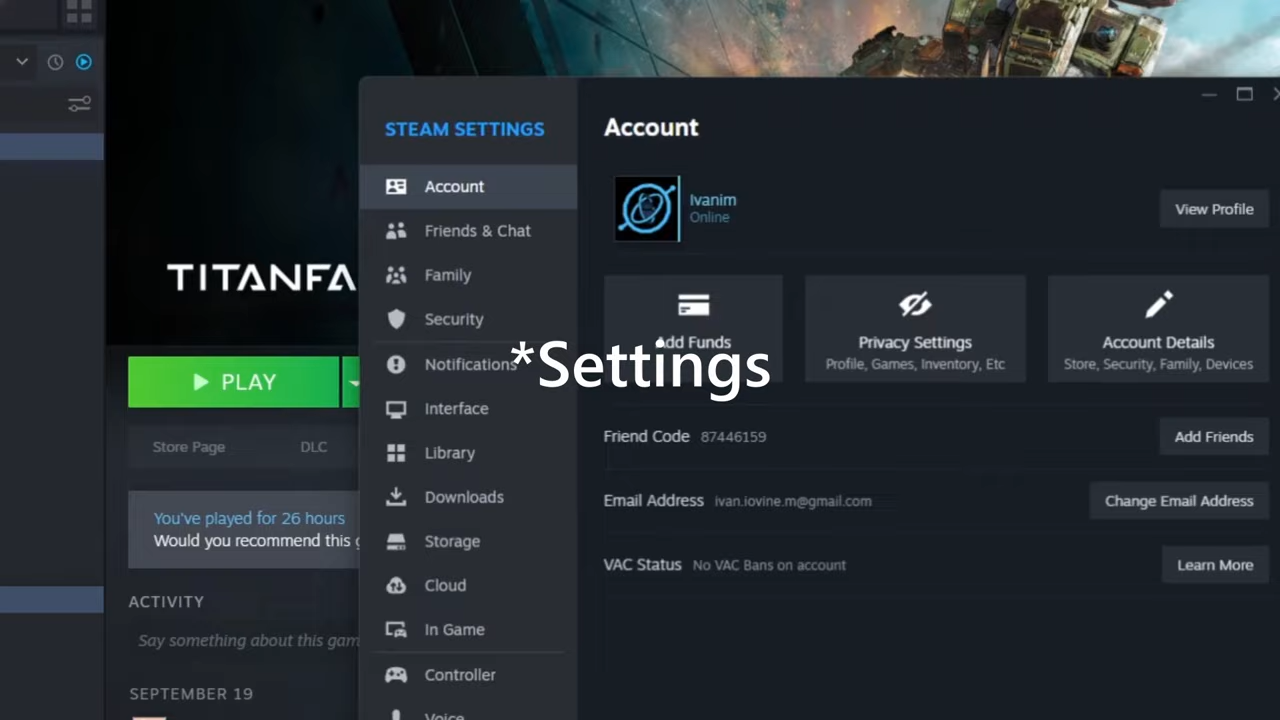 STEAM SETTINGS
Account
Friends & Chat
Family
Security
Notifications
Interface
Library
Downloads
Storage
Cloud
In Game
Controller
Voice
Account
Ivanim
Online
View Profile
Add Funds
Privacy Settings
Profile, Games, Inventory, Etc
Account Details
Store, Security, Family, Devices
*Settings
Friend Code 87446159
Add Friends
Email Address ivan.iovine.m@gmail.com
Change Email Address
VAC Status No VAC Bans on account
Learn More
TITANFA
PLAY
Store Page DLC
You've played for 26 hours
Would you recommend this g
ACTIVITY
Say something about this gam
SEPTEMBER 19